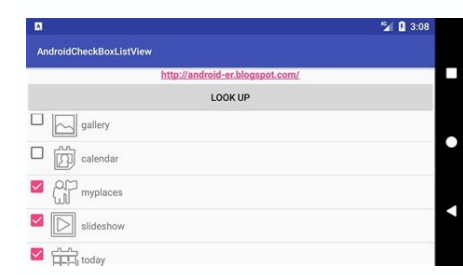 3:08
AndroidCheckBoxListView
http://android-er.blogspot.com/
LOOK UP
gallery
calendar
myplaces
slideshow
today